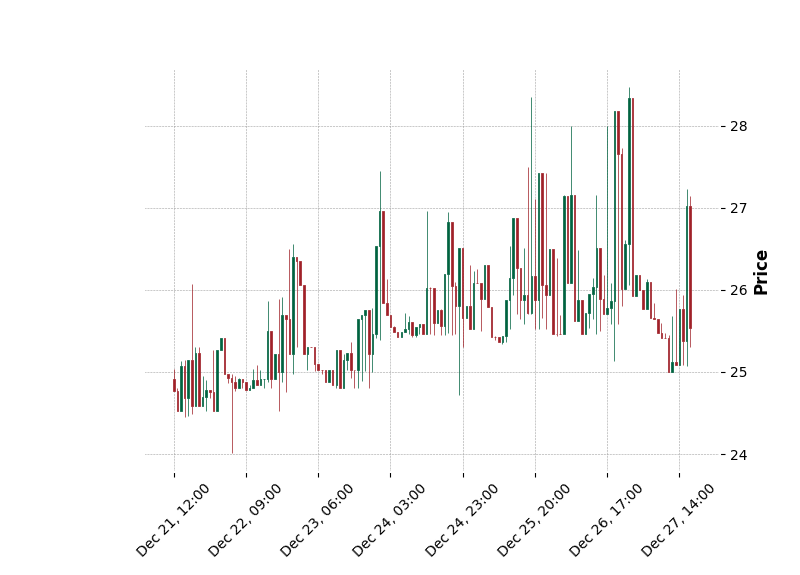 28
27
26
25
24
Price
Dec 21, 12:00
Dec 22, 09:00
Dec 23, 06:00
Dec 24, 03:00
Dec 24, 23:00
Dec 25, 20:00
Dec 26, 17:00
Dec 27, 14:00